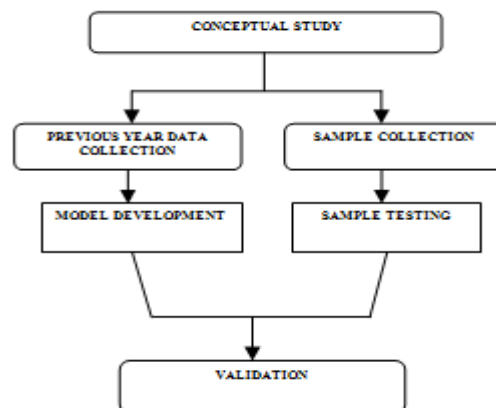 CONCEPTUAL STUDY
PREVIOUS YEAR DATA
COLLECTION
SAMPLE COLLECTION
MODEL DEVELOPMENT
SAMPLE TESTING
VALIDATION